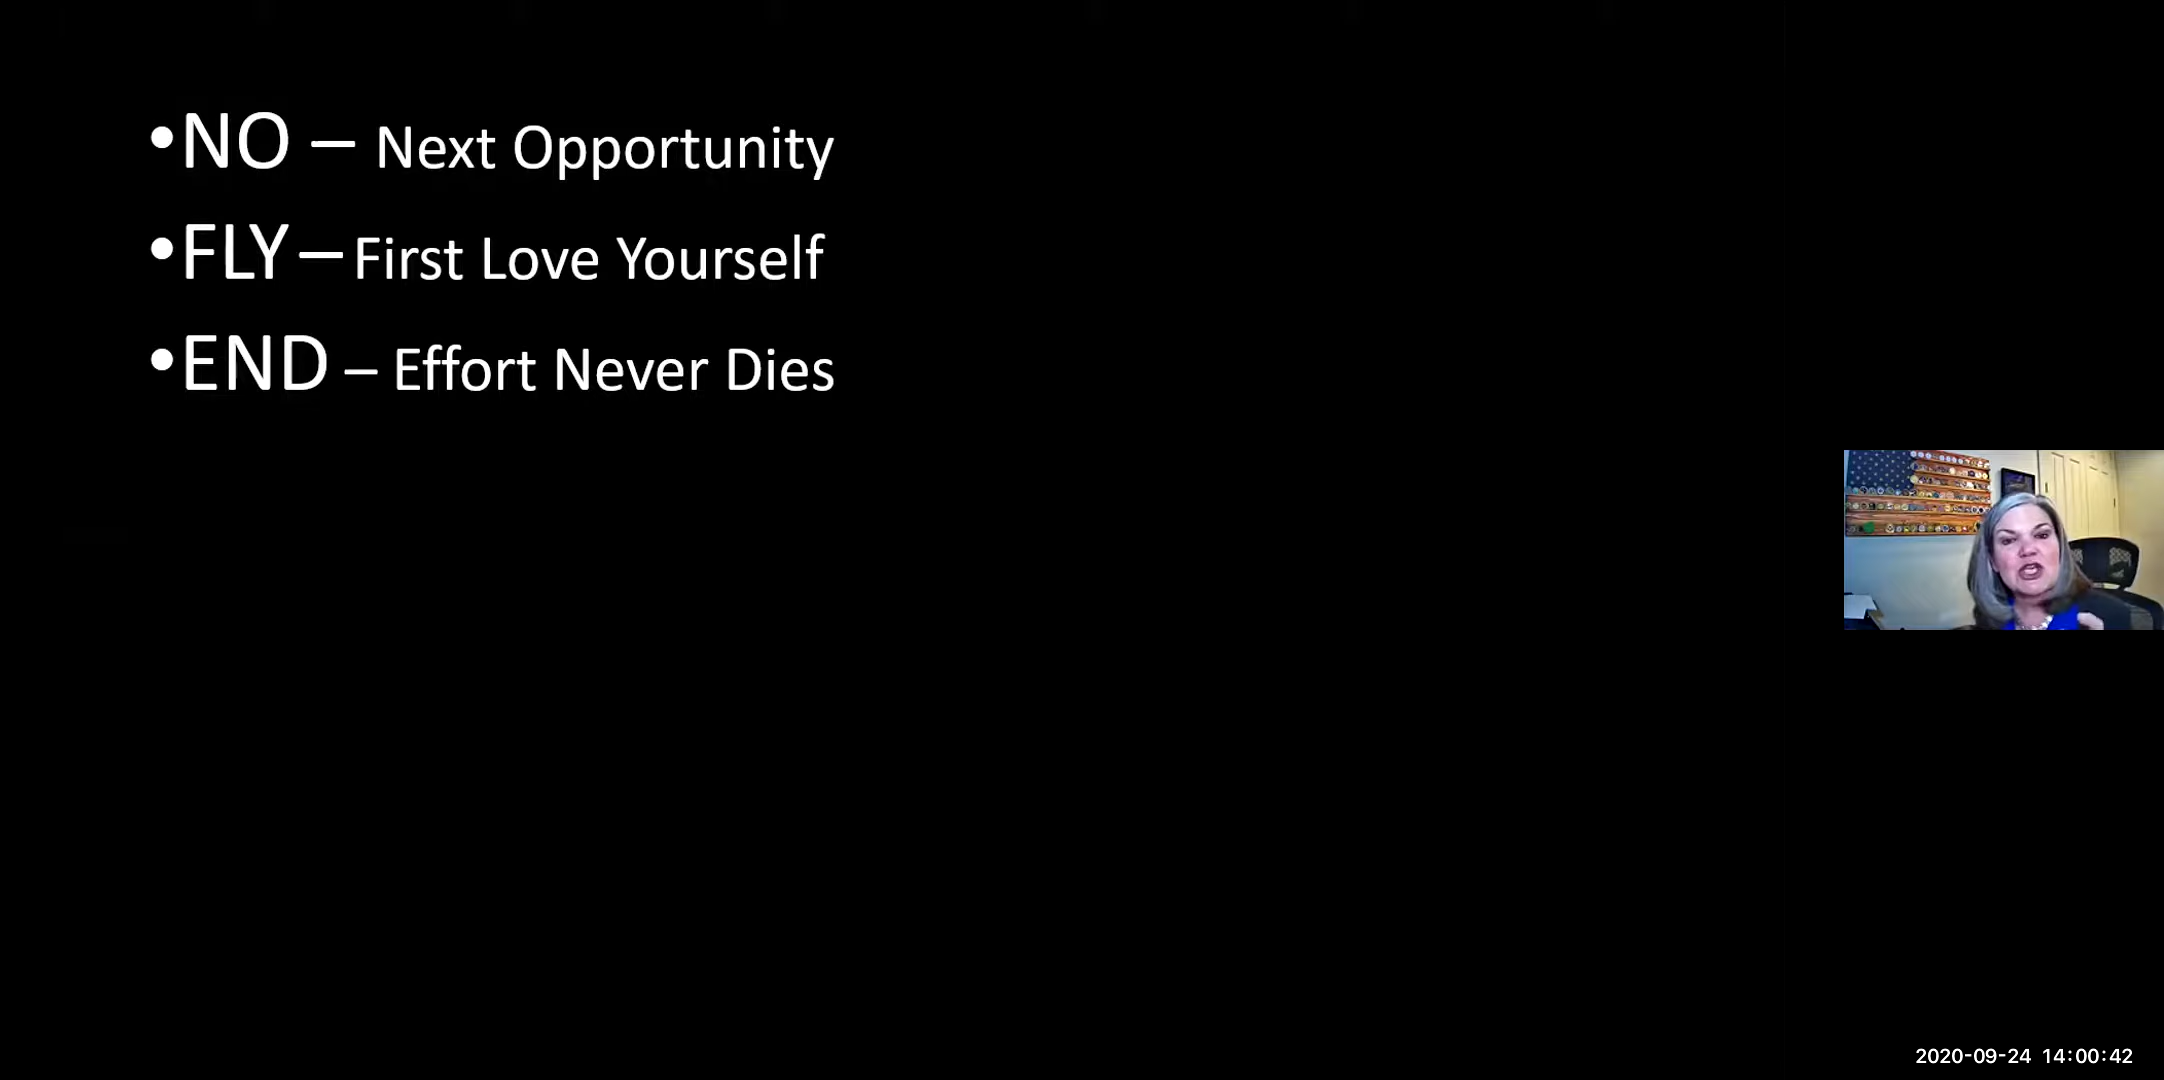 •NO – Next Opportunity
•FLY – First Love Yourself
•END – Effort Never Dies
2020-09-24 14:00:42